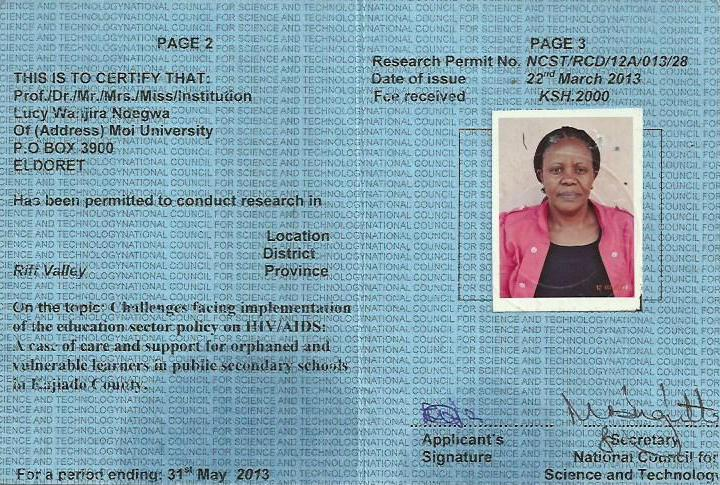 PAGE 2
THIS IS TO CERTIFY THAT:
Prof./Dr./Mr./Mrs./Miss/Institution
Lucy Wanjira Ndegwa
Of (Address) Moi University
P.O BOX 3900
ELDORET
Has been permitted to conduct research in
Location
District
Rift Valley Province
On the topic: Challenges facing implementation
of the education sector policy on HIV/AIDS:
A case of care and support for orphaned and
vulnerable learners in public secondary schools
in Kajiado County.
For a period ending: 31st May 2013
PAGE 3
Research Permit No. NCST/RCD/12A/013/28
Date of issue 22nd March 2013
Fee received KSH.2000
Applicant's
Signature
Secretary
National Council for
Science and Technology